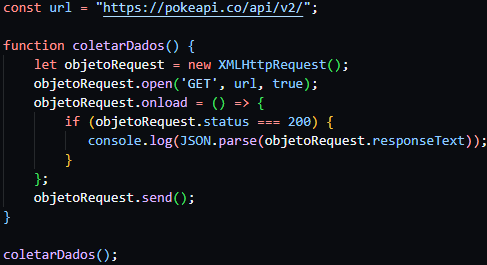 const url = "https://pokeapi.co/api/v2/";

function coletarDados() {
    let objetoRequest = new XMLHttpRequest();
    objetoRequest.open('GET', url, true);
    objetoRequest.onload = () => {
        if (objetoRequest.status === 200) {
            console.log(JSON.parse(objetoRequest.responseText));
        }
    };
    objetoRequest.send();
}

coletarDados();